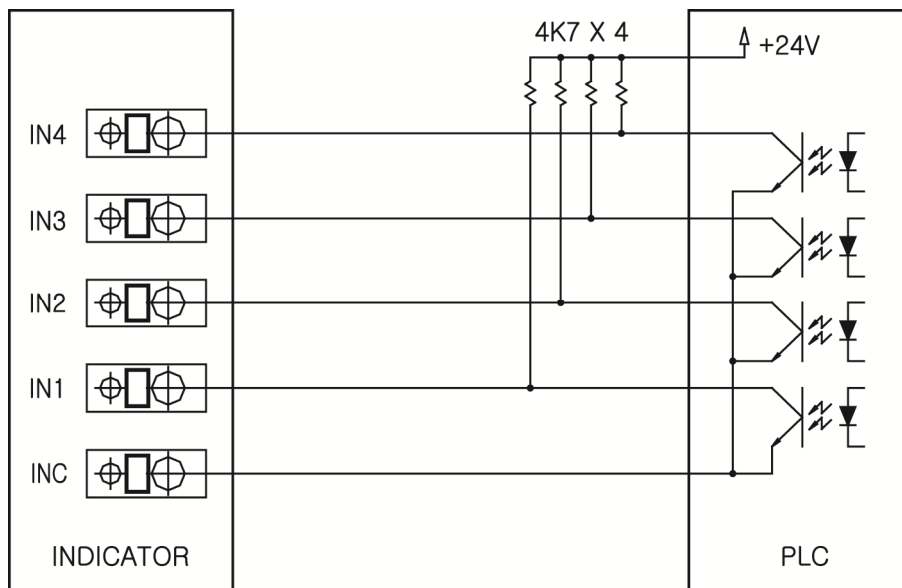 4K7 X 4
+24V
IN4
IN3
IN2
IN1
INC
INDICATOR
PLC